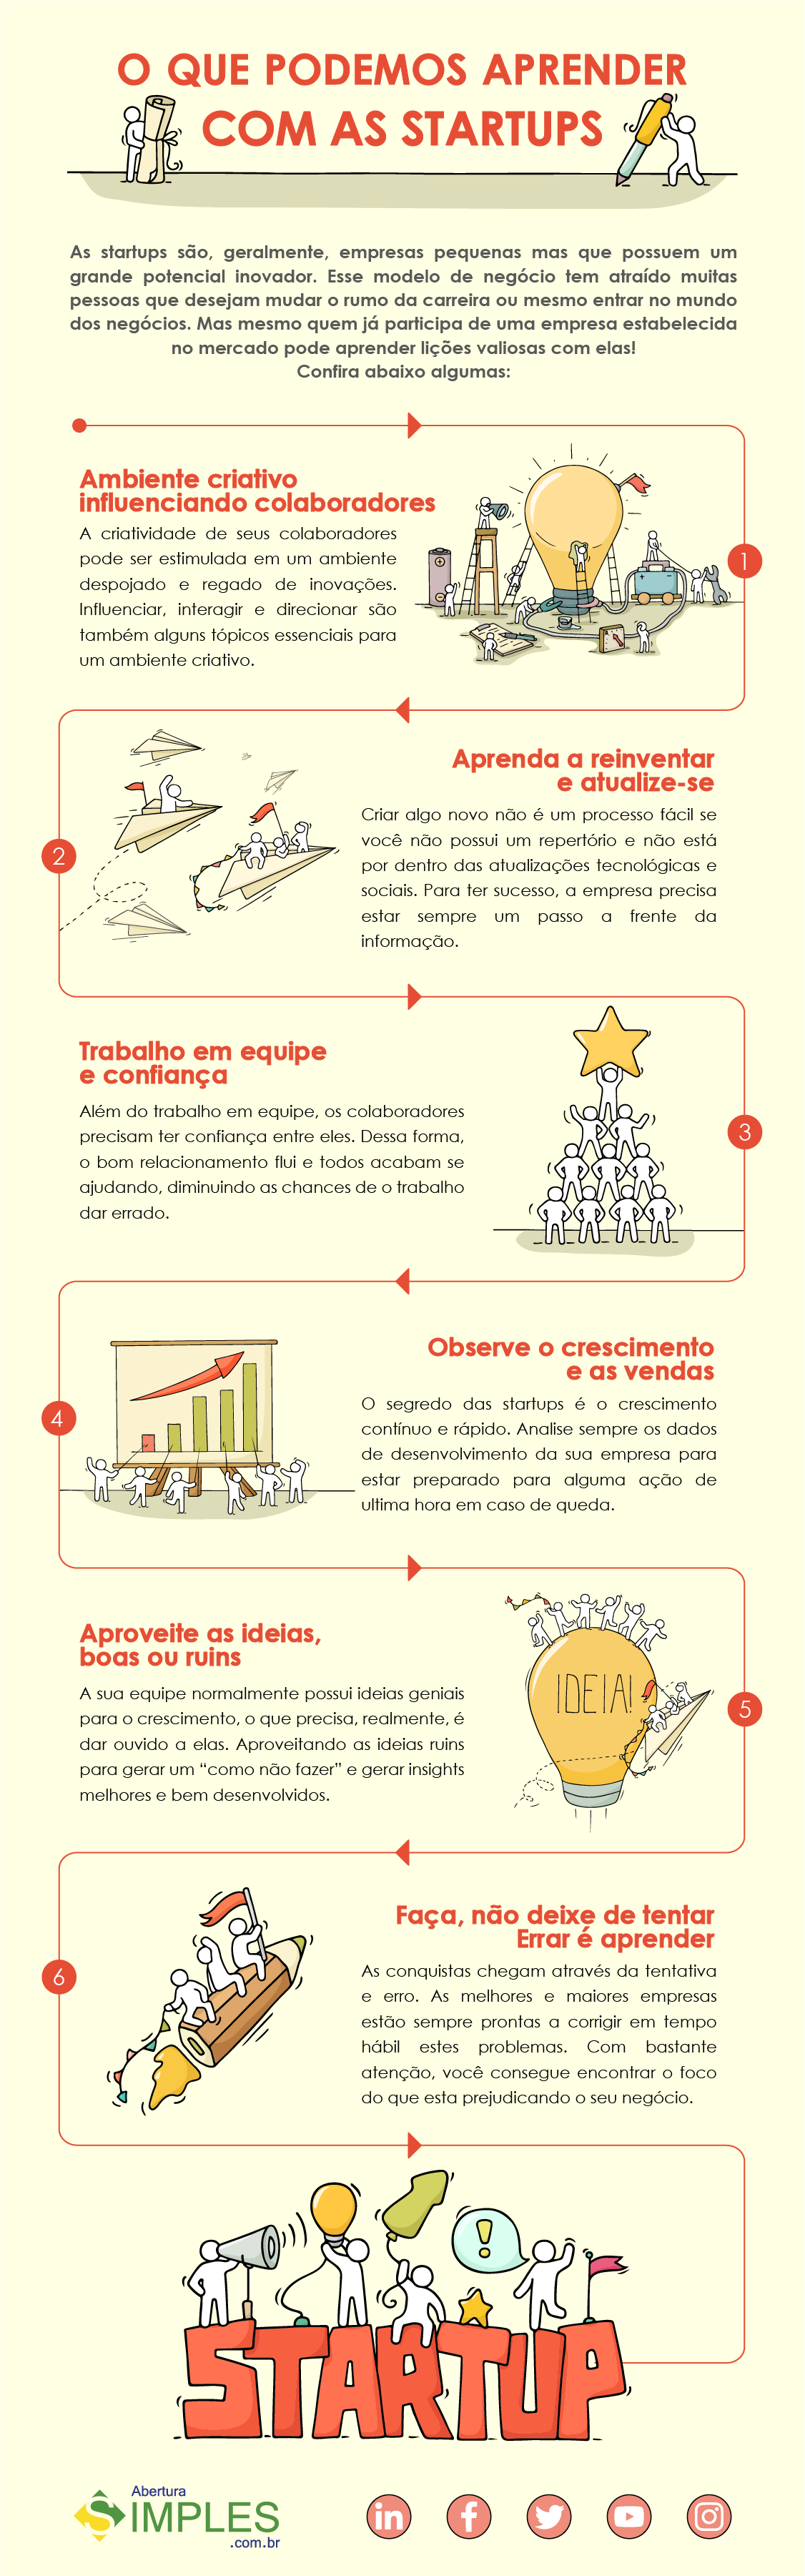 O QUE PODEMOS APRENDER
COM AS STARTUPS
As startups são, geralmente, empresas pequenas mas que possuem um
grande potencial inovador. Esse modelo de negócio tem atraído muitas
pessoas que desejam mudar o rumo da carreira ou mesmo entrar no mundo
dos negócios. Mas mesmo quem já participa de uma empresa estabelecida
no mercado pode aprender lições valiosas com elas!
Confira abaixo algumas:
Ambiente criativo
influenciando colaboradores
A criatividade de seus colaboradores
pode ser estimulada em um ambiente
despojado e regado de inovações.
Influenciar, interagir e direcionar são
também alguns tópicos essenciais para
um ambiente criativo.
1
Aprenda a reinventar
e atualize-se
Criar algo novo não é um processo fácil se
você não possui um repertório e não está
por dentro das atualizações tecnológicas e
sociais. Para ter sucesso, a empresa precisa
estar sempre um passo a frente da
informação.
2
Trabalho em equipe
e confiança
Além do trabalho em equipe, os colaboradores
precisam ter confiança entre eles. Dessa forma,
o bom relacionamento flui e todos acabam se
ajudando, diminuindo as chances de o trabalho
dar errado.
3
Observe o crescimento
e as vendas
O segredo das startups é o crescimento
contínuo e rápido. Analise sempre os dados
de desenvolvimento da sua empresa para
estar preparado para alguma ação de
ultima hora em caso de queda.
4
Aproveite as ideias,
boas ou ruins
A sua equipe normalmente possui ideias geniais
para o crescimento, o que precisa, realmente, é
dar ouvido a elas. Aproveitando as ideias ruins
para gerar um “como não fazer” e gerar insights
melhores e bem desenvolvidos.
IDEIA!
5
Faça, não deixe de tentar
Errar é aprender
As conquistas chegam através da tentativa
e erro. As melhores e maiores empresas
estão sempre prontas a corrigir em tempo
hábil estes problemas. Com bastante
atenção, você consegue encontrar o foco
do que esta prejudicando o seu negócio.
6
!
STARTUP
Abertura
SIMPLES
.com.br
in
f